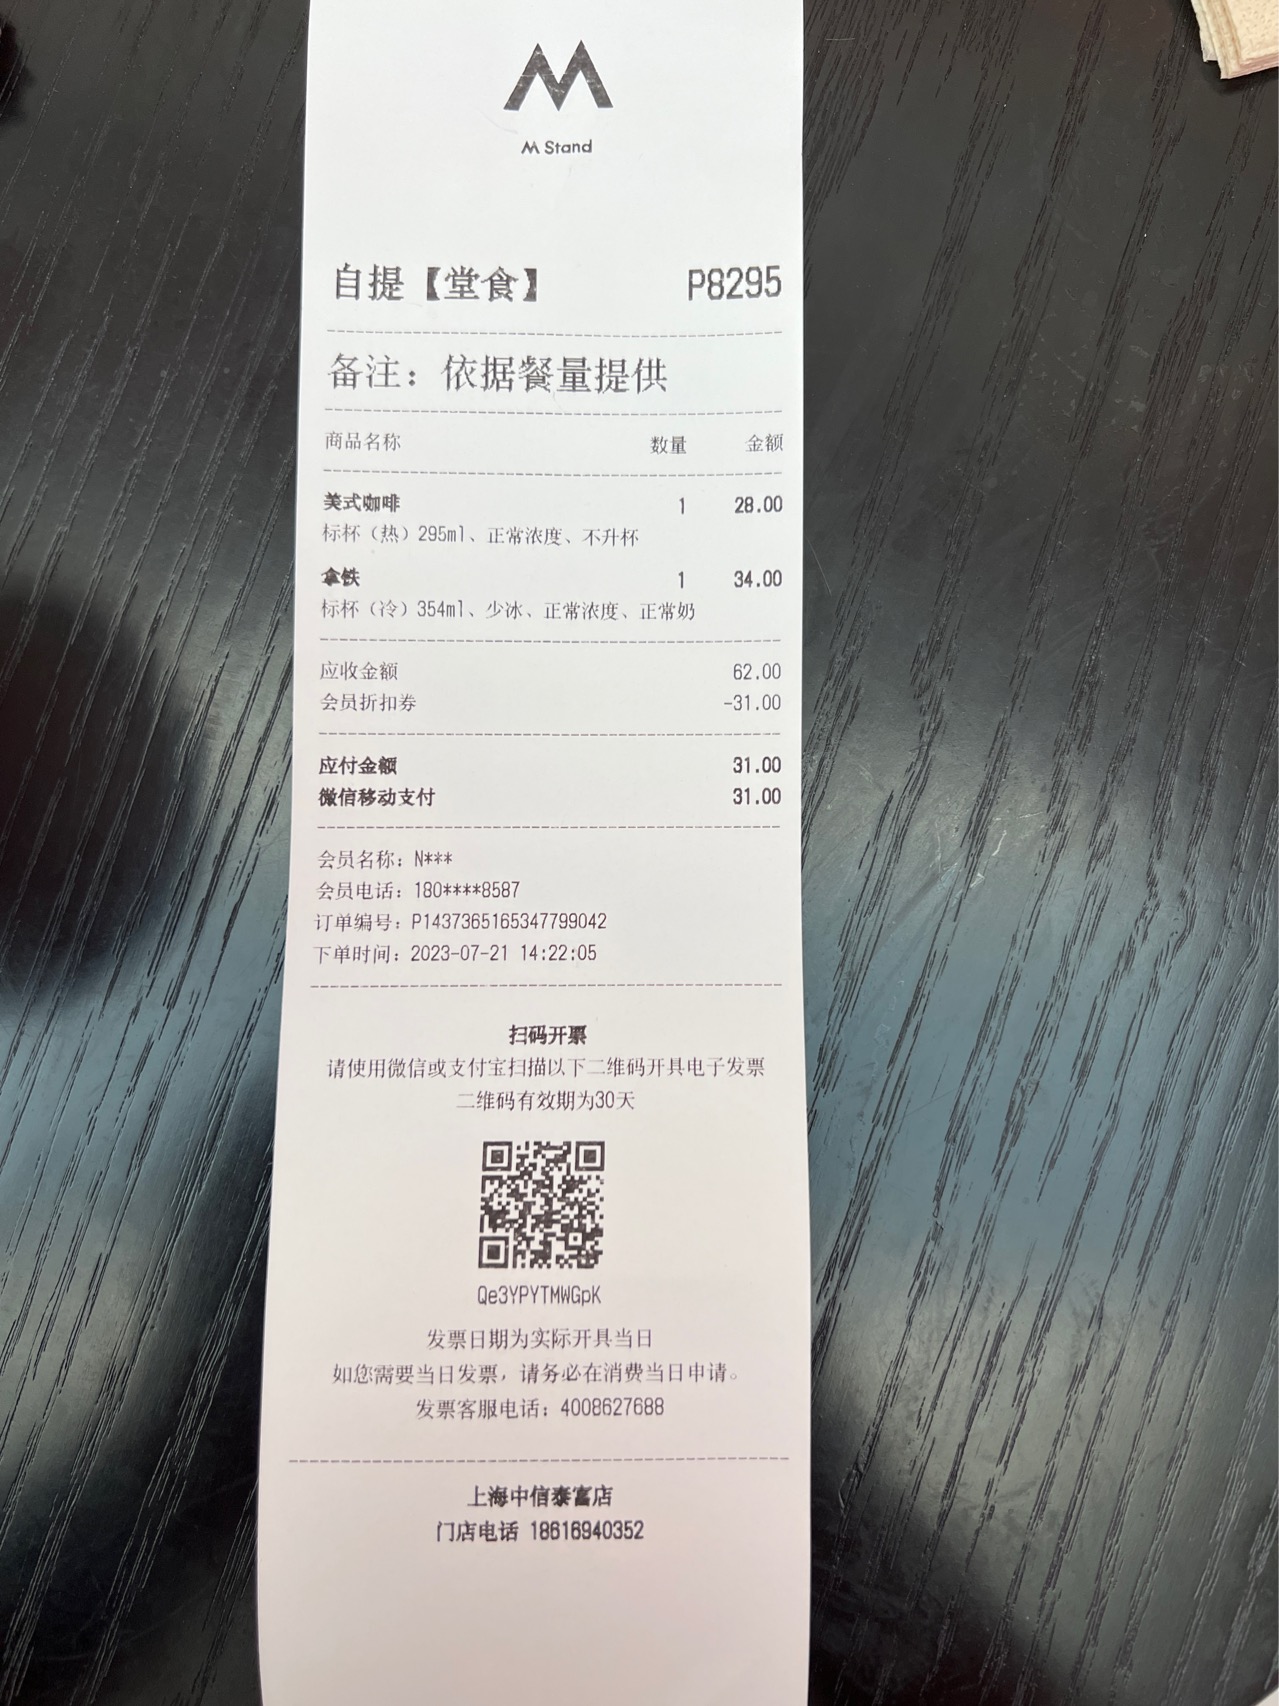 M Stand
自提【堂食】 P8295
备注：依据餐量提供
商品名称 数量 金额
美式咖啡 1 28.00
标杯（热）295ml、正常浓度、不升杯
拿铁 1 34.00
标杯（冷）354ml、少冰、正常浓度、正常奶
应收金额 62.00
会员折扣券 -31.00
应付金额 31.00
微信移动支付 31.00
会员名称：N***
会员电话：180****8587
订单编号：P1437365165347799042
下单时间：2023-07-21 14:22:05
扫码开票
请使用微信或支付宝扫描以下二维码开具电子发票
二维码有效期为30天
Qe3YPYTMWGpK
发票日期为实际开具当日
如您需要当日发票，请务必在消费当日申请。
发票客服电话：4008627688
上海中信泰富店
门店电话 18616940352